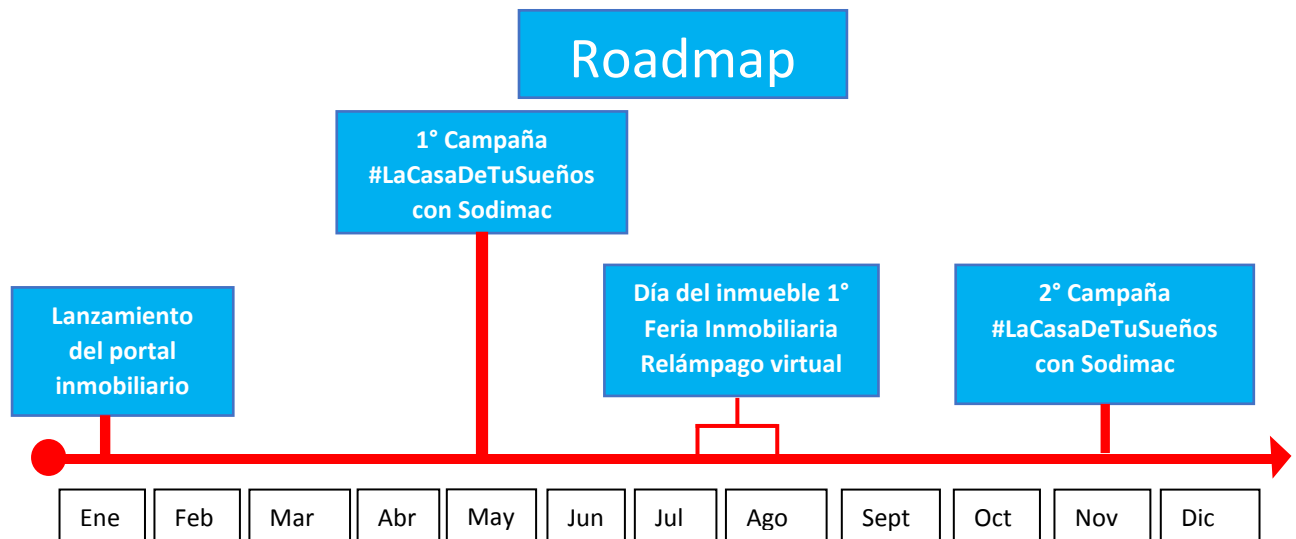 Roadmap
1° Campaña
#LaCasaDeTuSueños
con Sodimac
Lanzamiento
del portal
inmobiliario
Día del inmueble 1°
Feria Inmobiliaria
Relámpago virtual
2° Campaña
#LaCasaDeTuSueños
con Sodimac
Ene Feb Mar Abr May Jun Jul Ago Sept Oct Nov Dic